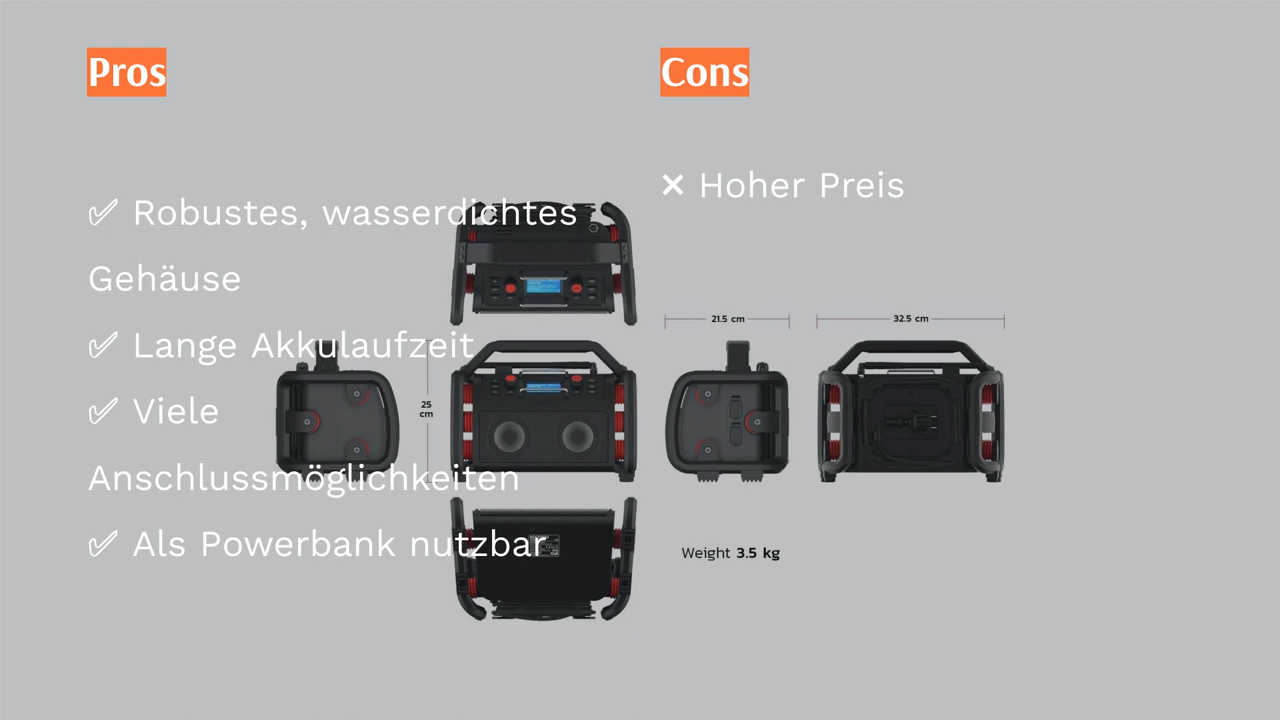 Pros
✅ Robustes, wasserdichtes
Gehäuse
✅ Lange Akkulaufzeit
✅ Viele
Anschlussmöglichkeiten
✅ Als Powerbank nutzbar
Cons
✕ Hoher Preis
21.5 cm
32.5 cm
25
cm
Weight 3.5 kg